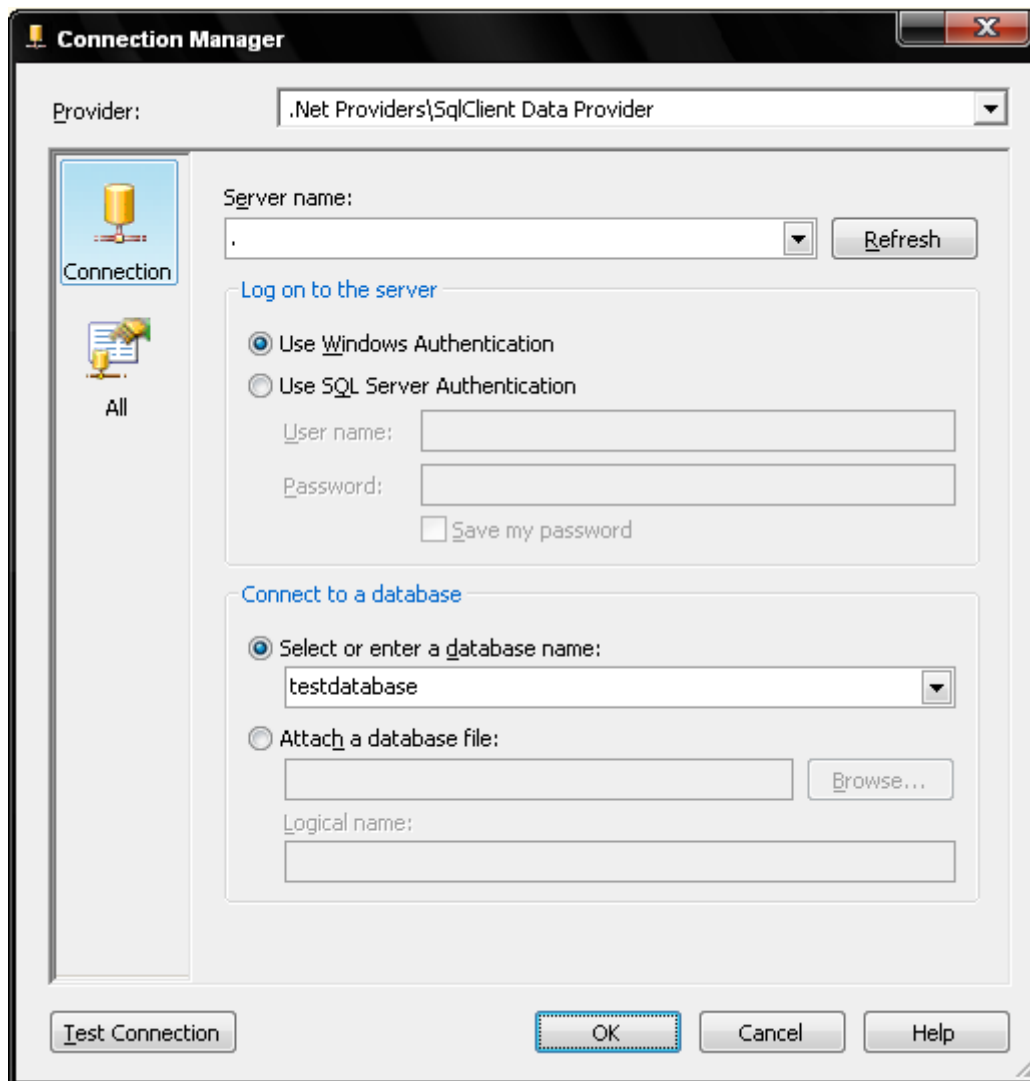 Connection Manager
Provider:
.Net Providers\SqlClient Data Provider
Connection
All
Server name:
.
Refresh
Log on to the server
Use Windows Authentication
Use SQL Server Authentication
User name:
Password:
Save my password
Connect to a database
Select or enter a database name:
testdatabase
Attach a database file:
Browse...
Logical name:
Test Connection
OK
Cancel
Help